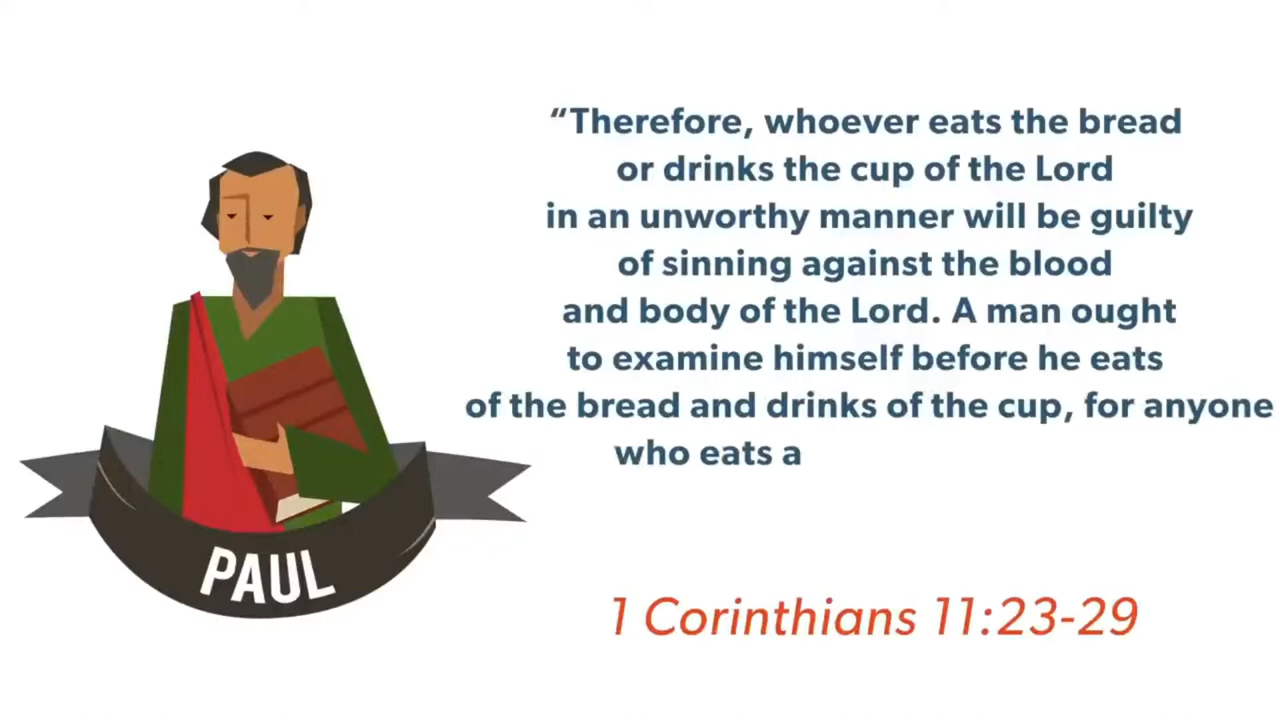 “Therefore, whoever eats the bread
or drinks the cup of the Lord
in an unworthy manner will be guilty
of sinning against the blood
and body of the Lord. A man ought
to examine himself before he eats
of the bread and drinks of the cup, for anyone
who eats a
PAUL
1 Corinthians 11:23-29